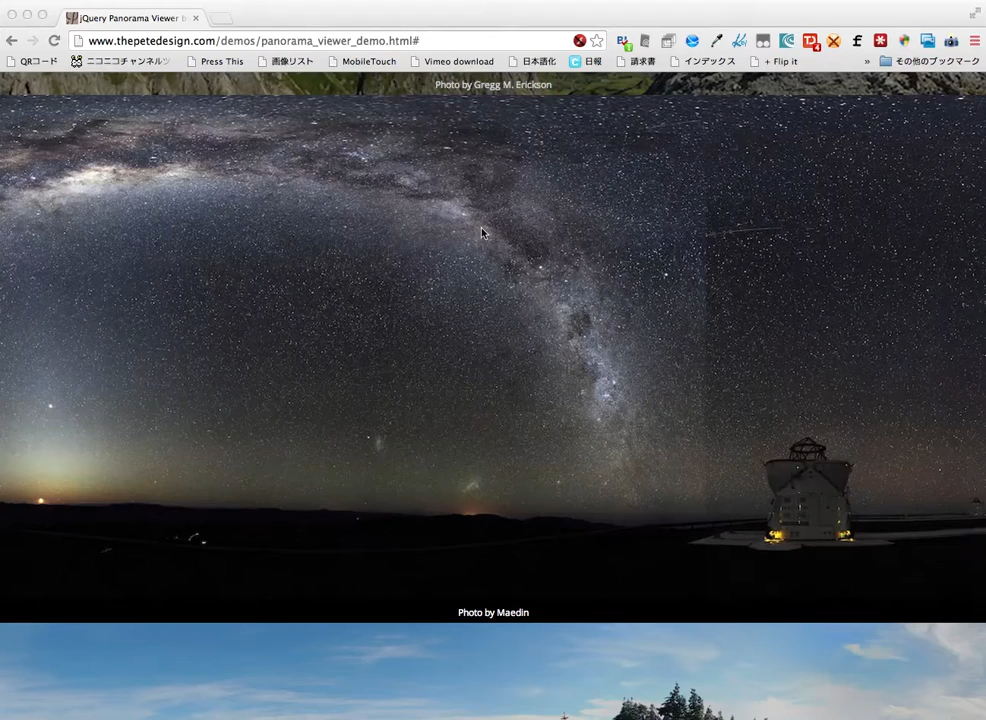 jQuery Panorama Viewer b
www.thepetedesign.com/demos/panorama_viewer_demo.html#
QRコード ニコニコチャンネルツ Press This 画像リスト MobileTouch Vimeo download 日本語化 日報 請求書 インデックス + Flip it » その他のブックマーク
Photo by Gregg M. Erickson
Photo by Maedin